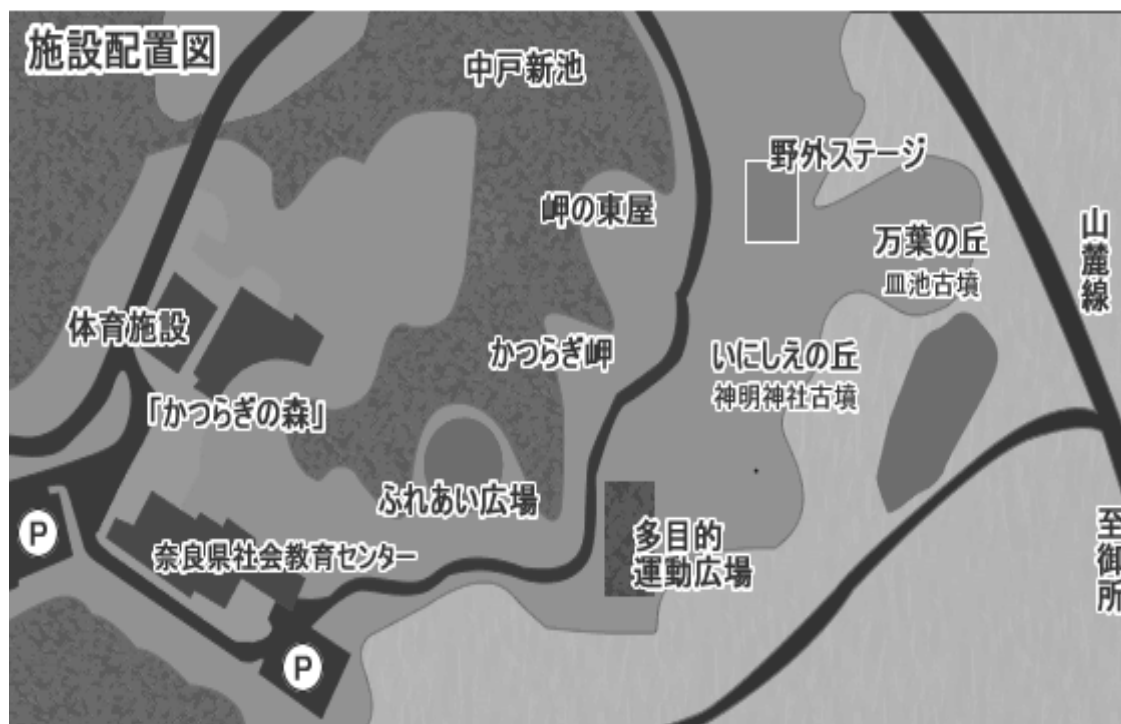 施設配置図
中戸新池
野外ステージ
岬の東屋
万葉の丘
皿池古墳
山麓線
体育施設
かつらぎ岬
いにしえの丘
神明神社古墳
「かつらぎの森」
ふれあい広場
P
多目的
運動広場
奈良県社会教育センター
至御所
P